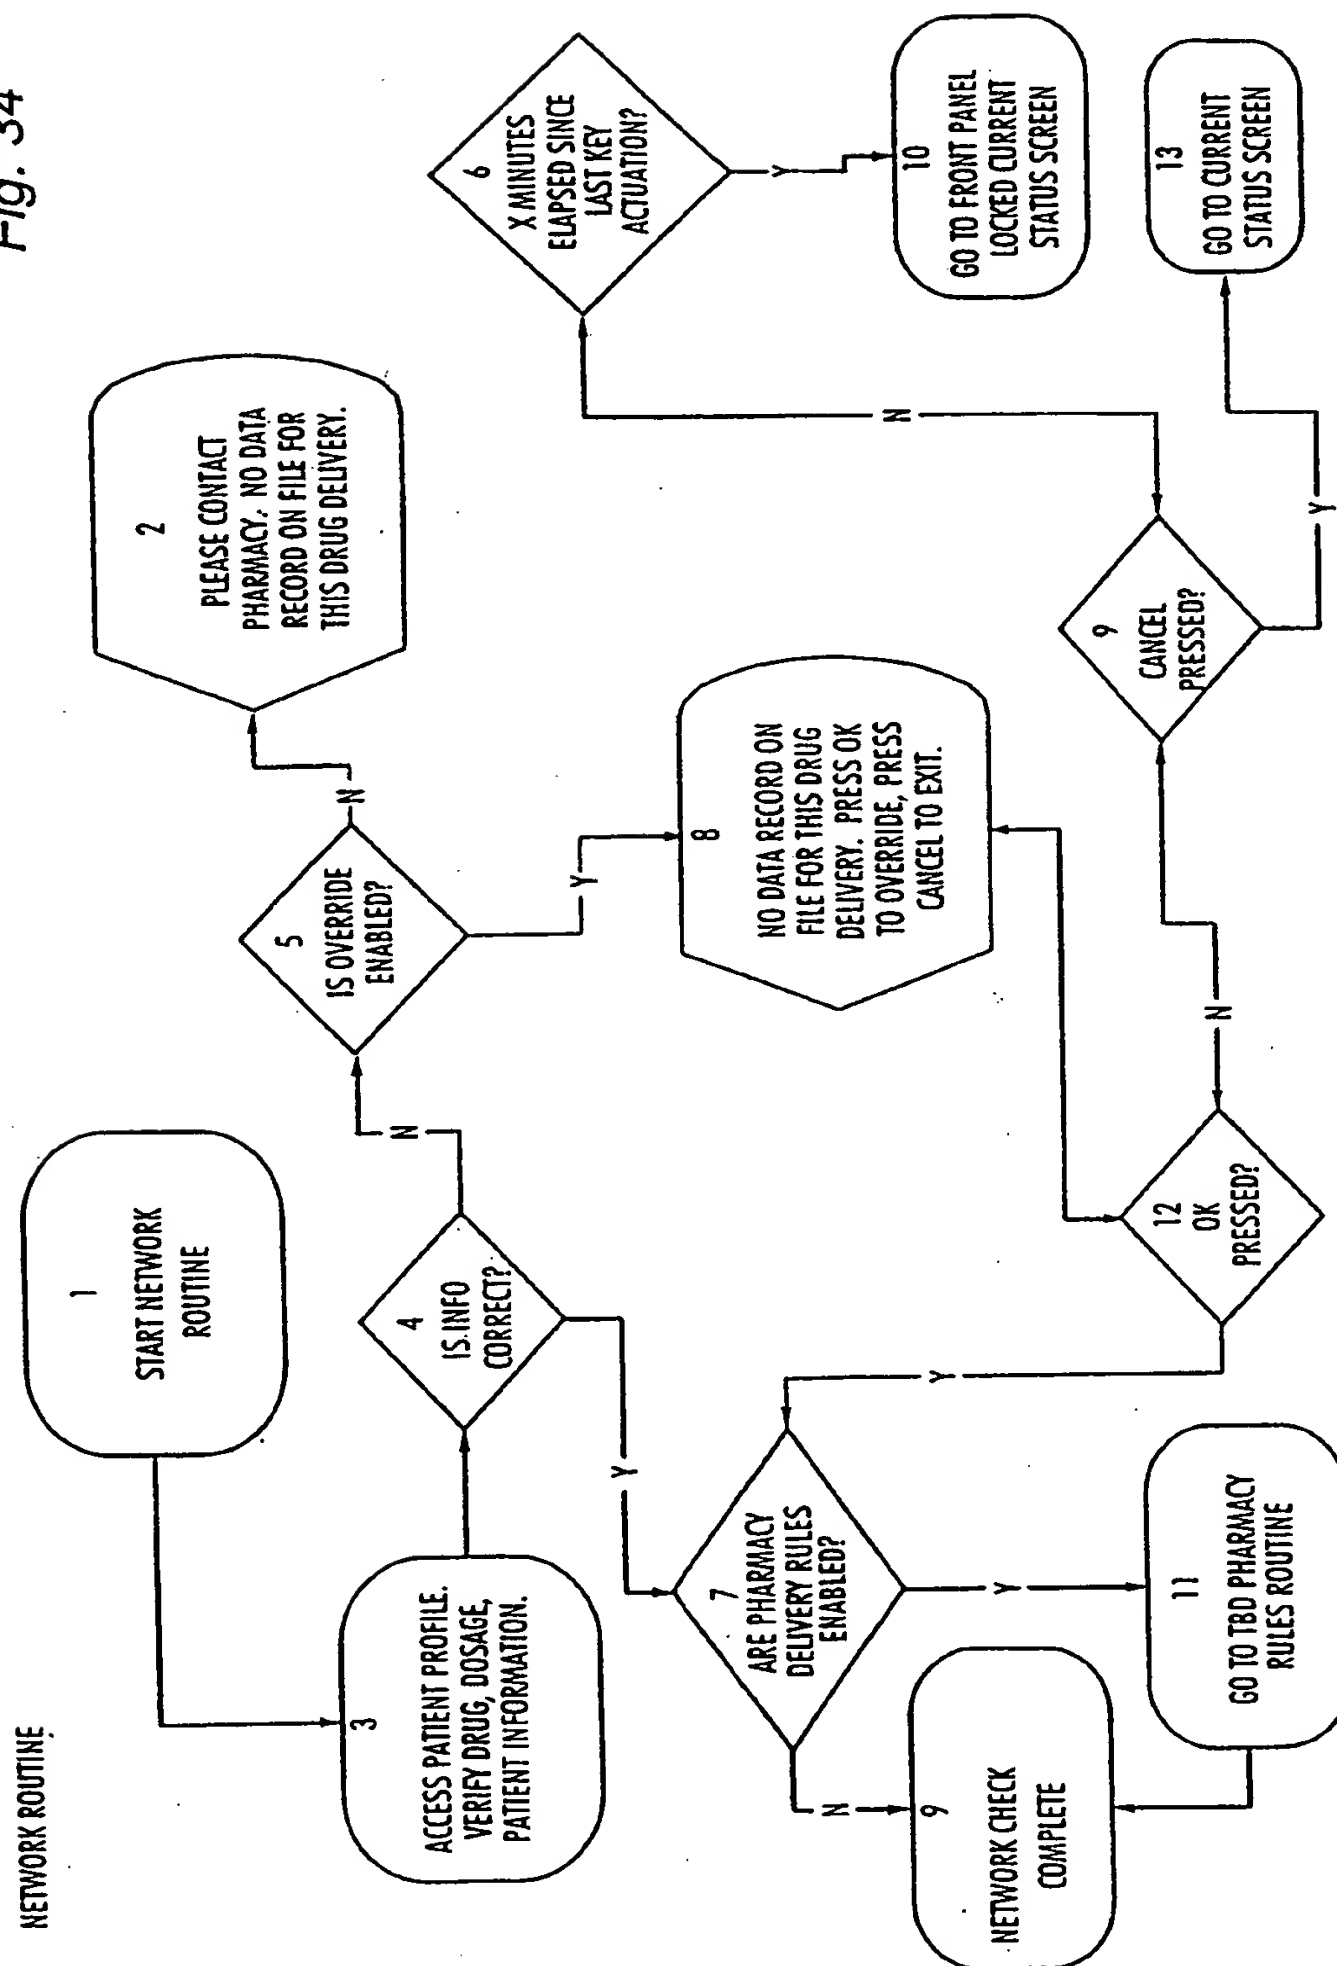 Fig. 34
NETWORK ROUTINE
1
START NETWORK
ROUTINE
2
PLEASE CONTACT
PHARMACY. NO DATA
RECORD ON FILE FOR
THIS DRUG DELIVERY.
3
ACCESS PATIENT PROFILE.
VERIFY DRUG, DOSAGE,
PATIENT INFORMATION.
4
IS INFO
CORRECT?
N
Y
5
IS OVERRIDE
ENABLED?
N
Y
6
X MINUTES
ELAPSED SINCE
LAST KEY
ACTUATION?
Y
N
7
ARE PHARMACY
DELIVERY RULES
ENABLED?
N
Y
8
NO DATA RECORD ON
FILE FOR THIS DRUG
DELIVERY. PRESS OK
TO OVERRIDE, PRESS
CANCEL TO EXIT.
9
NETWORK CHECK
COMPLETE
9
CANCEL
PRESSED?
N
Y
10
GO TO FRONT PANEL
LOCKED CURRENT
STATUS SCREEN
11
GO TO TBD PHARMACY
RULES ROUTINE
12
OK
PRESSED?
Y
13
GO TO CURRENT
STATUS SCREEN